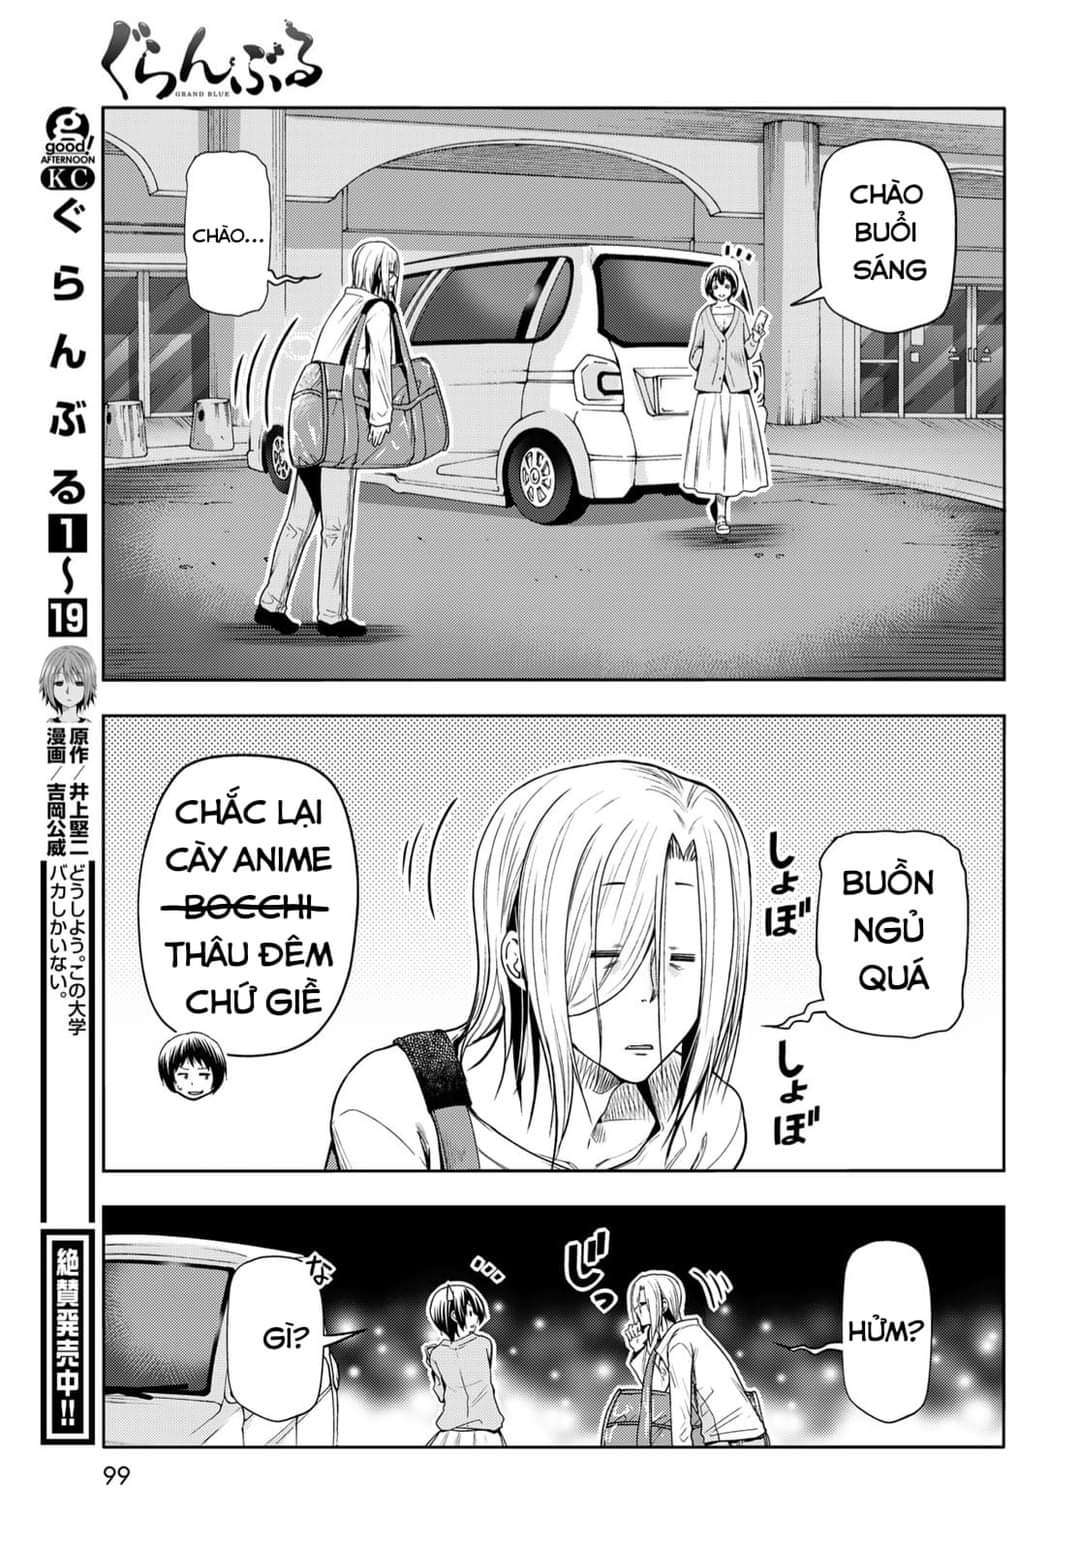 ぐらんぶる
GRAND BLUE
good!
AFTERNOON
KC
ぐらんぶる 1〜19
原作/井上堅二
漫画/吉岡公威
どうしよう。この大学
バカしかいない。
絶賛発売中!!
CHÀO
BUỔI
SÁNG
CHÀO...
しょぼ
BUỒN
NGỦ
QUÁ
しょぼ
CHẮC LẠI
CÀY ANIME
BOCCHI
THÂU ĐÊM
CHỨ GIỀ
HỬM?
じっ
な
GÌ?
99